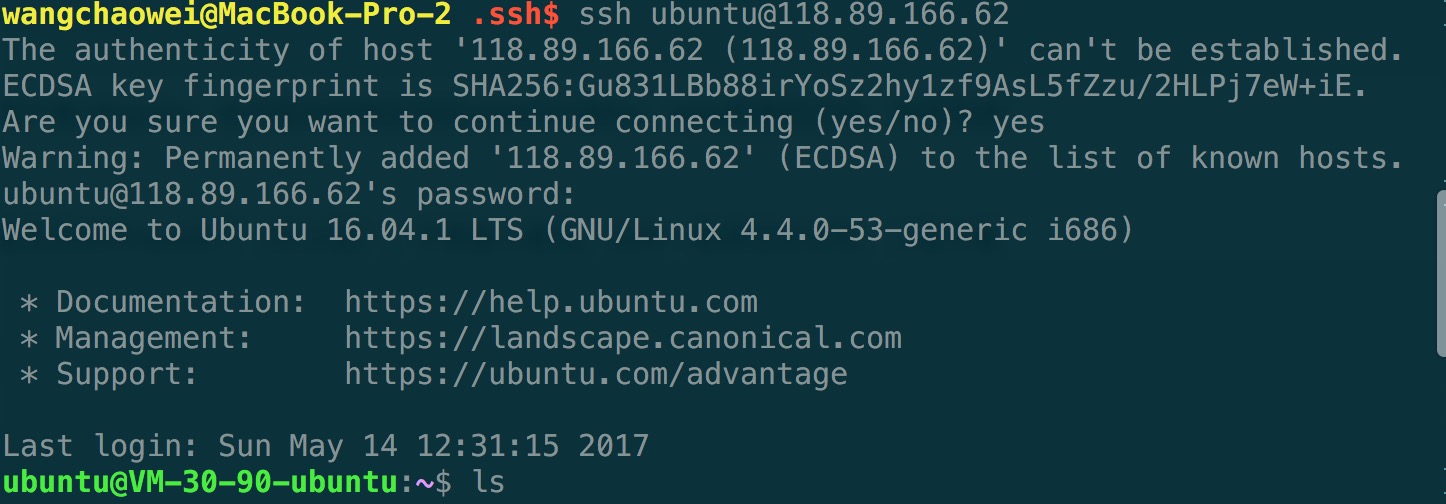 wangchaowei@MacBook-Pro-2 .ssh$ ssh ubuntu@118.89.166.62
The authenticity of host '118.89.166.62 (118.89.166.62)' can't be established.
ECDSA key fingerprint is SHA256:Gu831LBb88irYoSz2hy1zf9AsL5fZzu/2HLPj7eW+iE.
Are you sure you want to continue connecting (yes/no)? yes
Warning: Permanently added '118.89.166.62' (ECDSA) to the list of known hosts.
ubuntu@118.89.166.62's password:
Welcome to Ubuntu 16.04.1 LTS (GNU/Linux 4.4.0-53-generic i686)
* Documentation:  https://help.ubuntu.com
* Management:     https://landscape.canonical.com
* Support:        https://ubuntu.com/advantage
Last login: Sun May 14 12:31:15 2017
ubuntu@VM-30-90-ubuntu:~$ ls